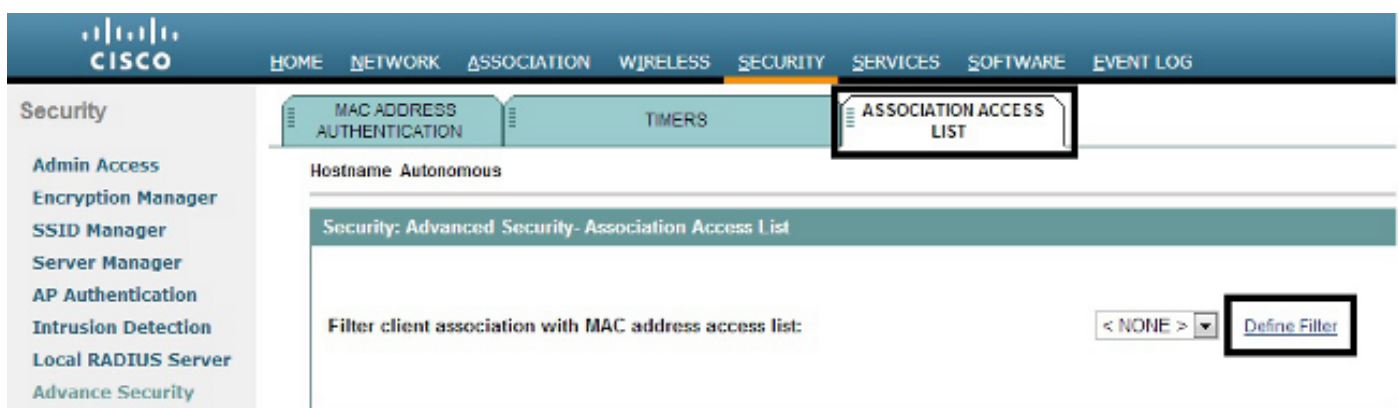 CISCO
HOME NETWORK ASSOCIATION WIRELESS SECURITY SERVICES SOFTWARE EVENT LOG
Security
Admin Access
Encryption Manager
SSID Manager
Server Manager
AP Authentication
Intrusion Detection
Local RADIUS Server
Advance Security
MAC ADDRESS
AUTHENTICATION
TIMERS
ASSOCIATION ACCESS
LIST
Hostname Autonomous
Security: Advanced Security- Association Access List
Filter client association with MAC address access list:
< NONE >
Define Filter